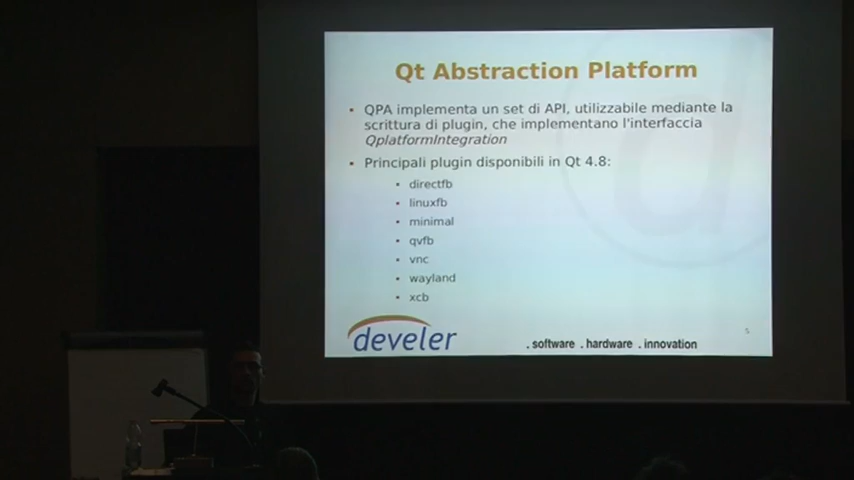 Qt Abstraction Platform
• QPA implementa un set di API, utilizzabile mediante la
scrittura di plugin, che implementano l'interfaccia
QplatformIntegration
• Principali plugin disponibili in Qt 4.8:
• directfb
• linuxfb
• minimal
• qvfb
• vnc
• wayland
• xcb
5
develer
. software . hardware . innovation